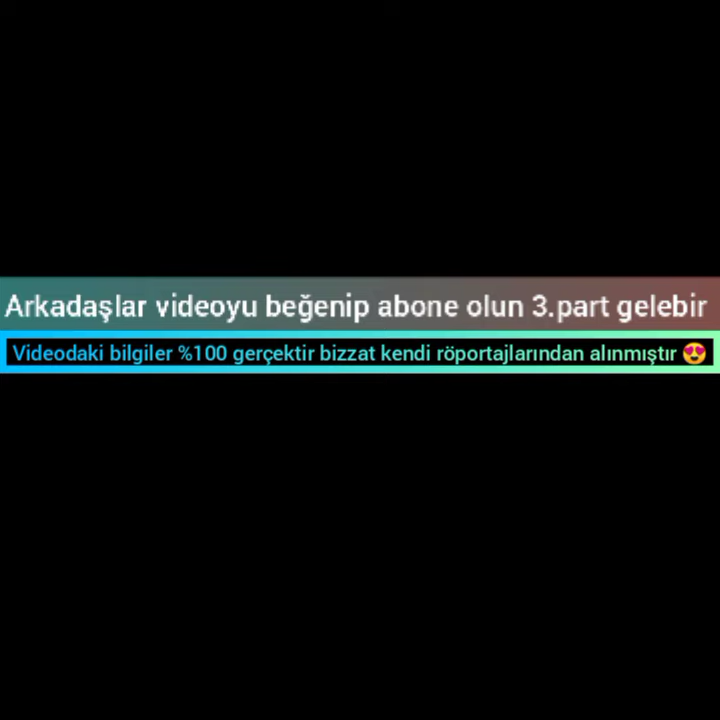 Arkadaşlar videoyu beğenip abone olun 3.part gelebir
Videodaki bilgiler %100 gerçektir bizzat kendi röportajlarından alınmıştır 😍